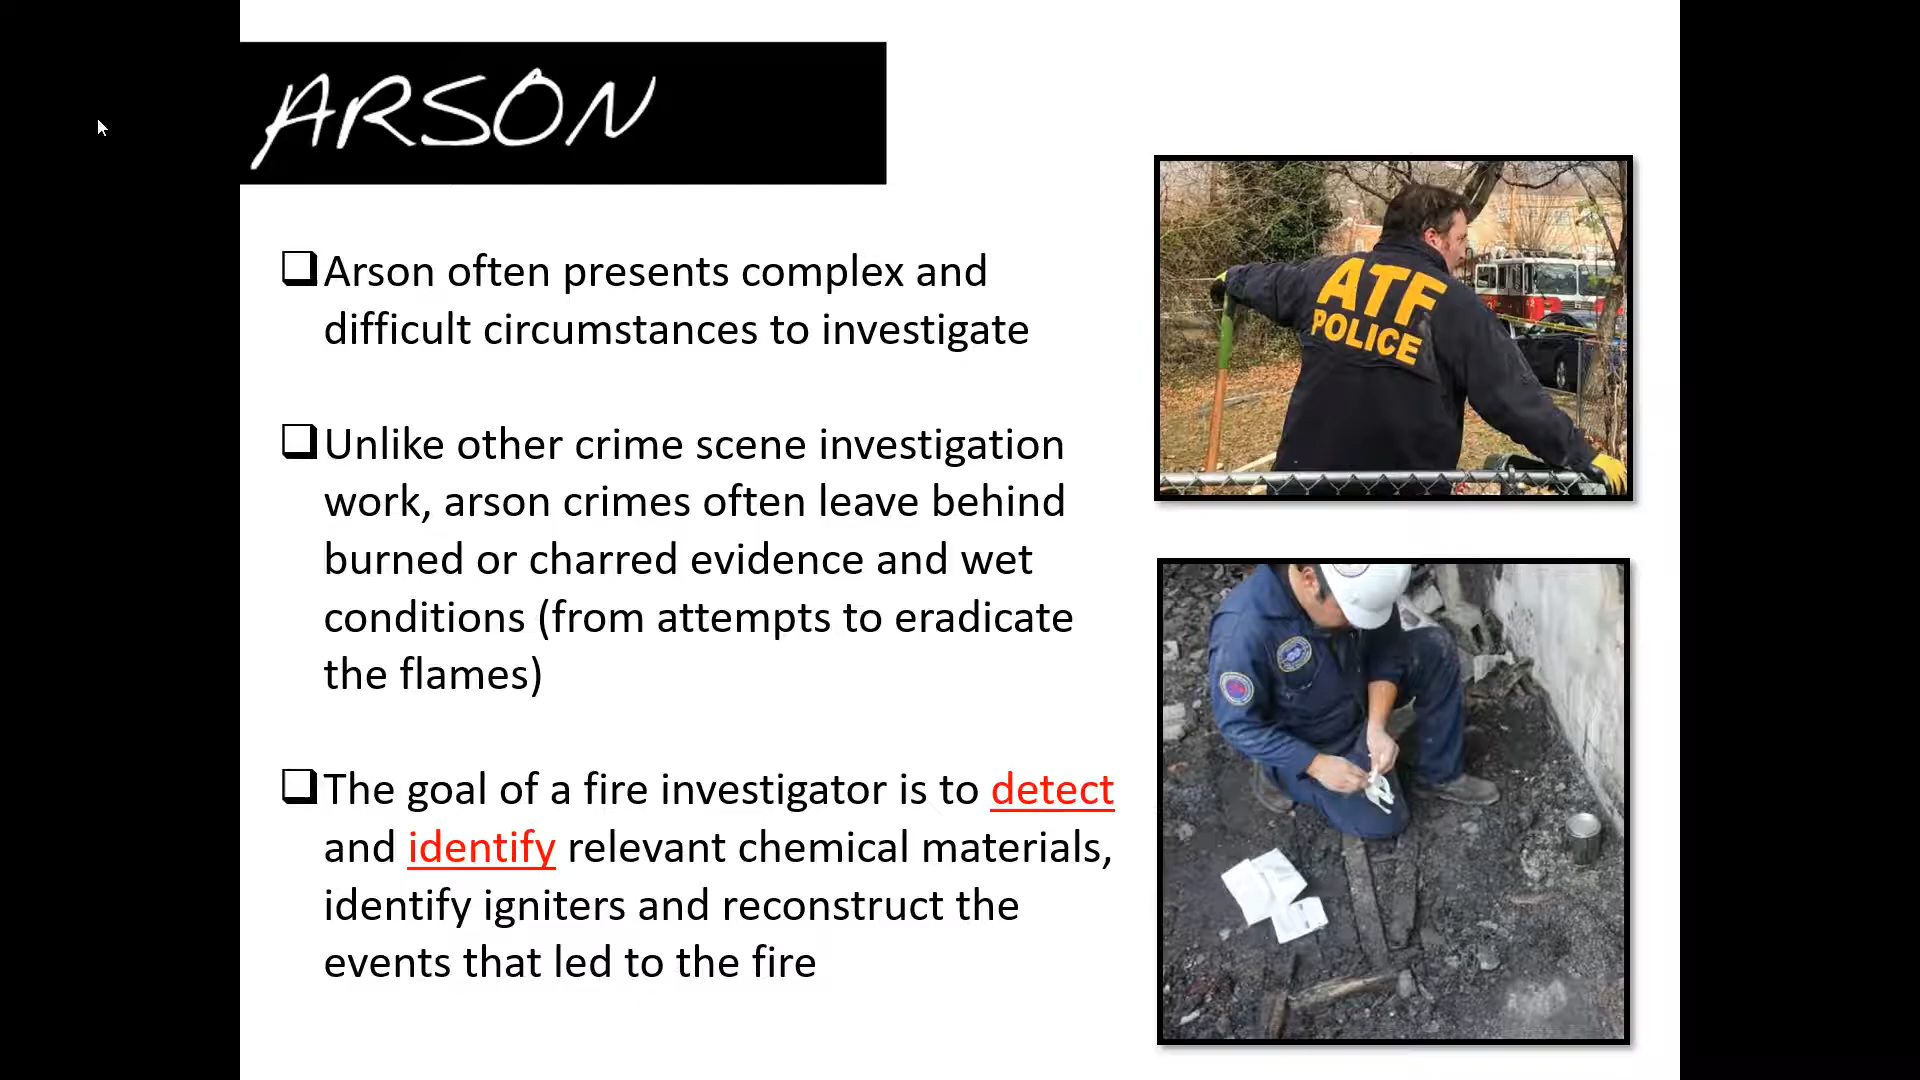 ARSON
Arson often presents complex and
difficult circumstances to investigate
Unlike other crime scene investigation
work, arson crimes often leave behind
burned or charred evidence and wet
conditions (from attempts to eradicate
the flames)
The goal of a fire investigator is to detect
and identify relevant chemical materials,
identify igniters and reconstruct the
events that led to the fire
ATF
POLICE